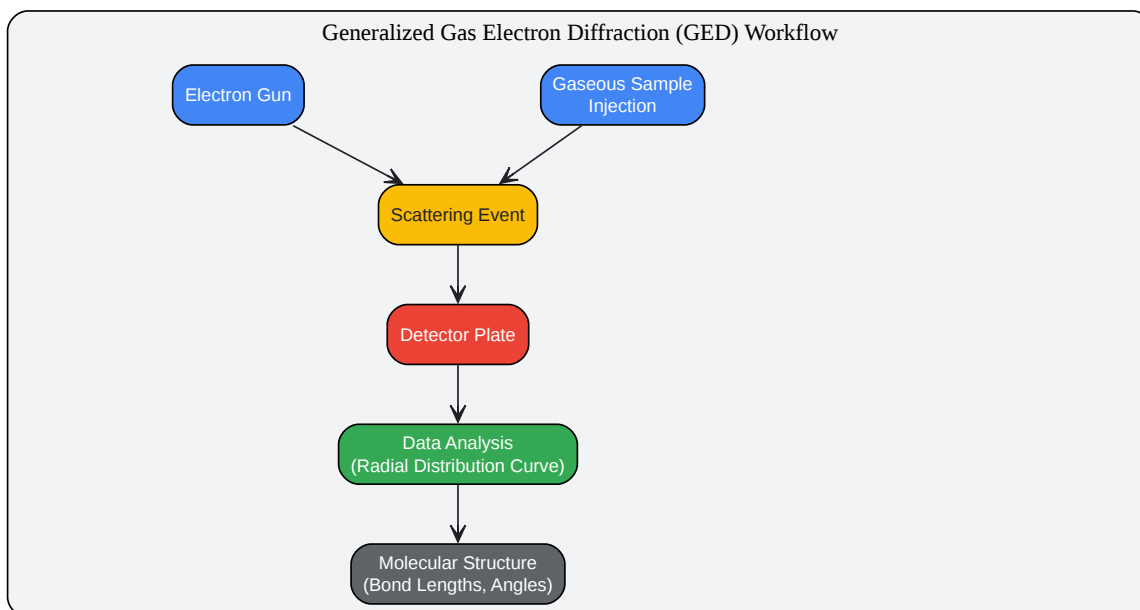 Generalized Gas Electron Diffraction (GED) Workflow
Electron Gun
Gaseous Sample
Injection
Scattering Event
Detector Plate
Data Analysis
(Radial Distribution Curve)
Molecular Structure
(Bond Lengths, Angles)